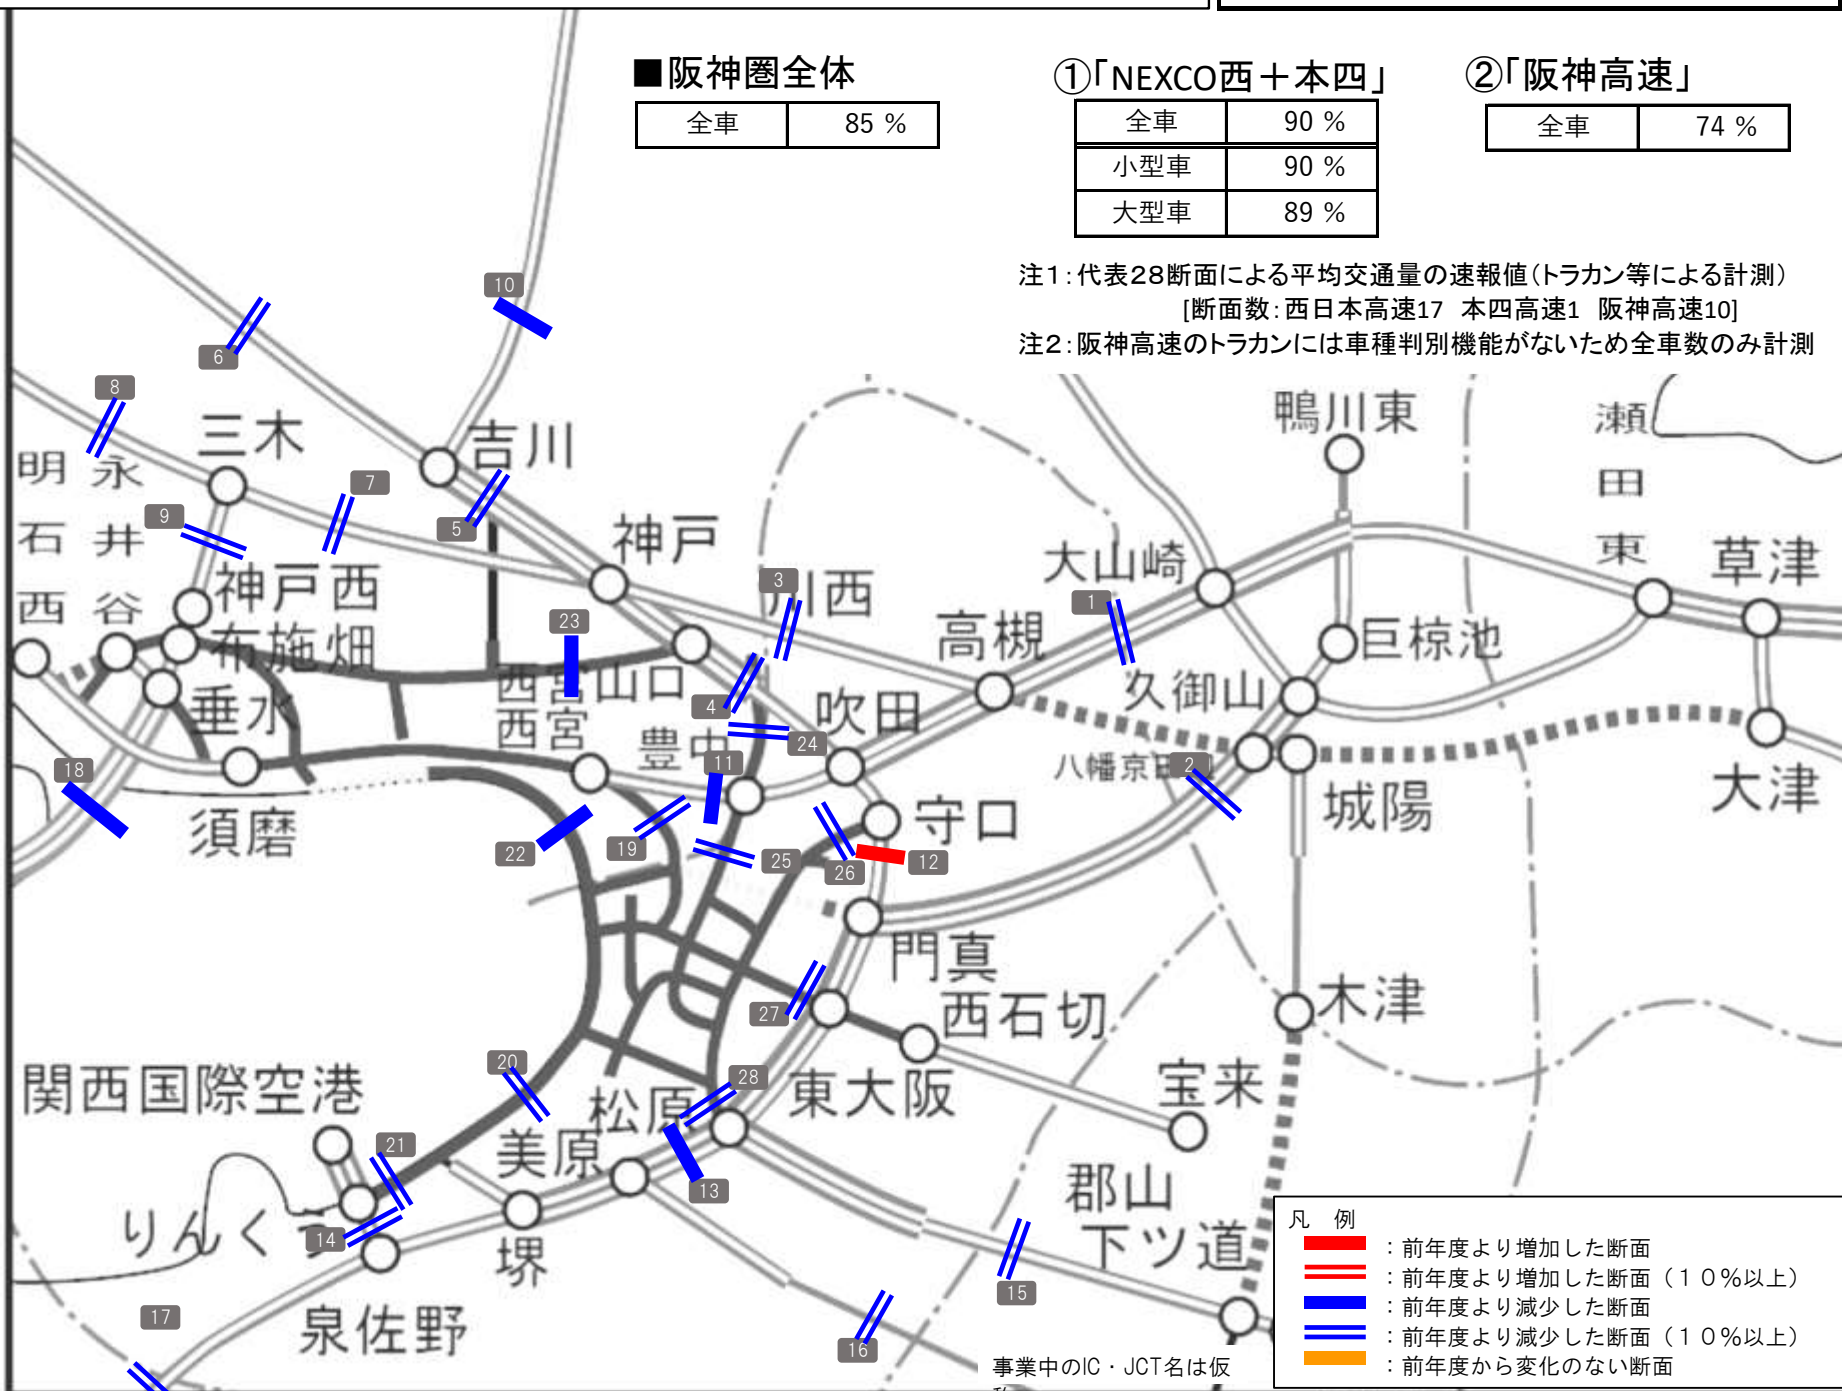 ■阪神圏全体
全車 85 %
①「NEXCO西＋本四」
全車 90 %
小型車 90 %
大型車 89 %
②「阪神高速」
全車 74 %
注1：代表28断面による平均交通量の速報値（トラカン等による計測）
[断面数：西日本高速17　本四高速1　阪神高速10]
注2：阪神高速のトラカンには車種判別機能がないため全車数のみ計測
10
6
8
鴨川東
瀬田東
三木
吉川
明石西
永井谷
7
9
5
神戸
大山崎
草津
3
川西
神戸西
1
23
布施畑
高槻
巨椋池
西宮山口
久御山
4
垂水
西宮
吹田
豊中
24
八幡京田辺
2
18
11
大津
城陽
須磨
守口
22
19
25
26
12
門真
西石切
木津
27
関西国際空港
20
松原
28
東大阪
宝来
21
美原
13
郡山
下ツ道
りんくう
14
堺
15
17
泉佐野
16
事業中のIC・JCT名は仮
凡　例
：前年度より増加した断面
：前年度より増加した断面（１０％以上）
：前年度より減少した断面
：前年度より減少した断面（１０％以上）
：前年度から変化のない断面